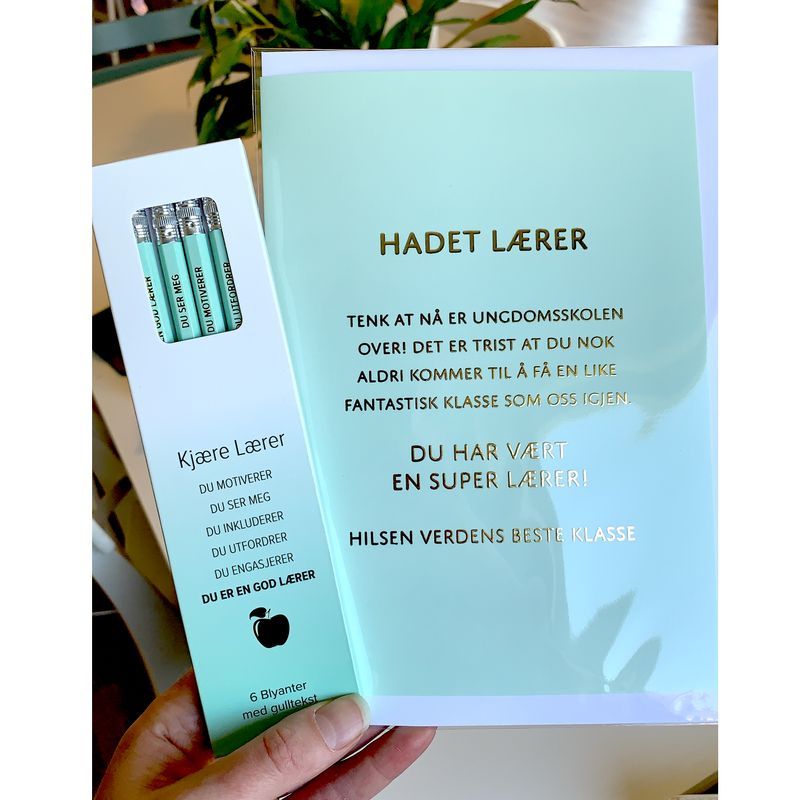 EN GOD LÆRER
DU SER MEG
DU MOTIVERER
DU UTFORDRER
Kjære Lærer
DU MOTIVERER
DU SER MEG
DU INKLUDERER
DU UTFORDRER
DU ENGASJERER
DU ER EN GOD LÆRER
6 Blyanter
med gulltekst
HADET LÆRER
TENK AT NÅ ER UNGDOMSSKOLEN
OVER! DET ER TRIST AT DU NOK
ALDRI KOMMER TIL Å FÅ EN LIKE
FANTASTISK KLASSE SOM OSS IGJEN.
DU HAR VÆRT
EN SUPER LÆRER!
HILSEN VERDENS BESTE KLASSE